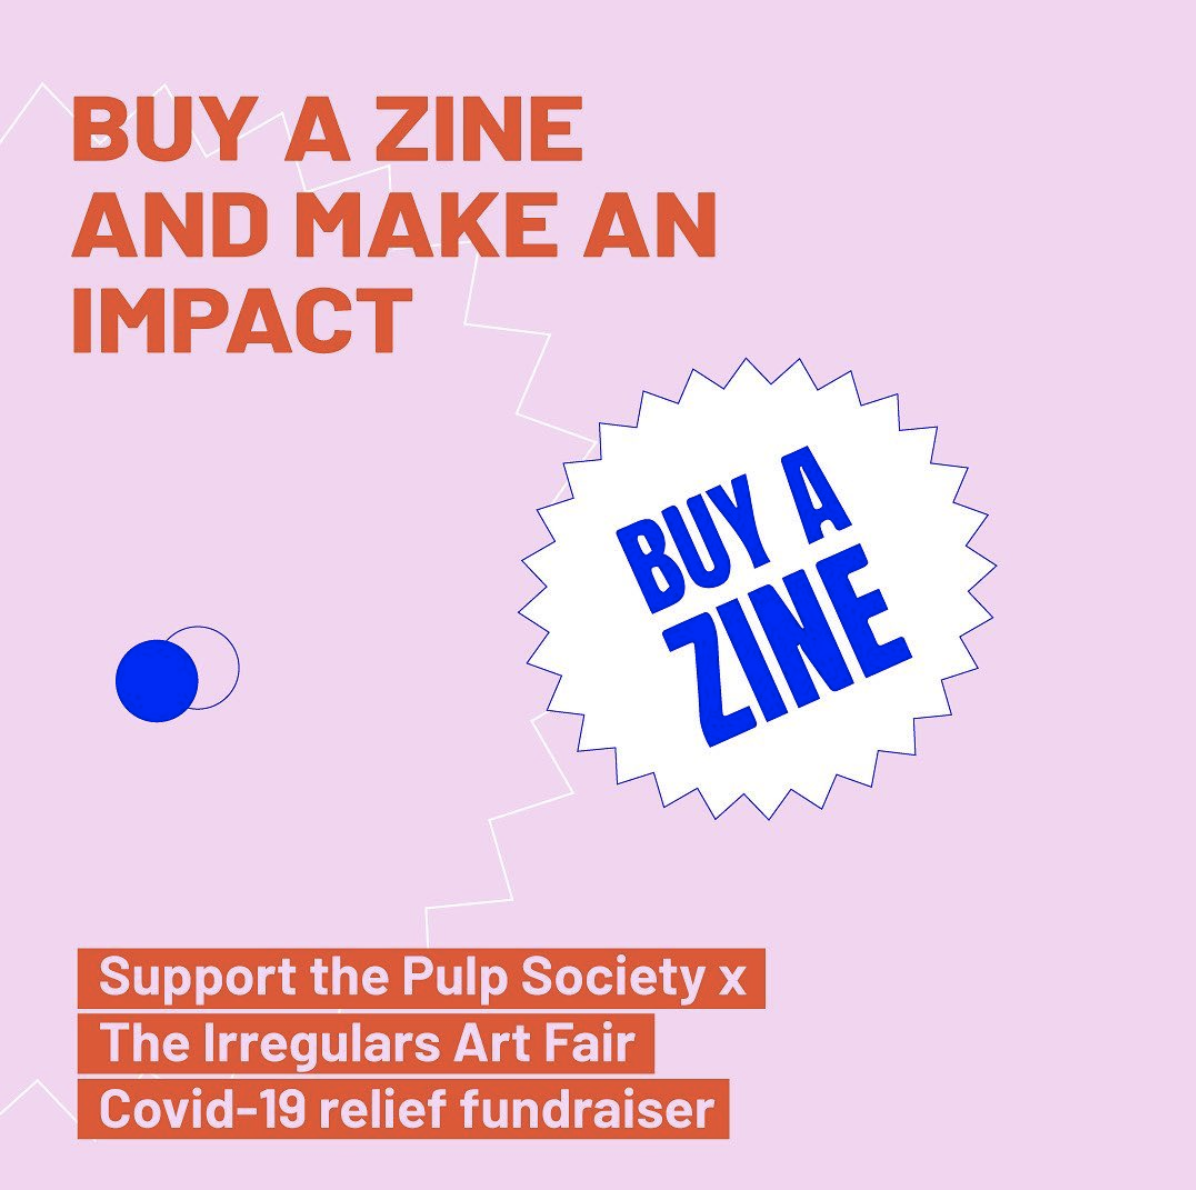 BUY A ZINE
AND MAKE AN
IMPACT
BUY A
ZINE
Support the Pulp Society x
The Irregulars Art Fair
Covid-19 relief fundraiser